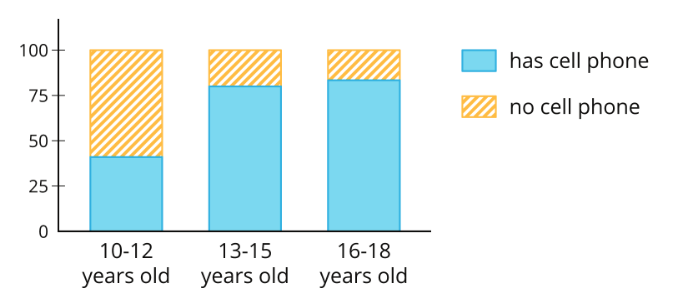 100
75
50
25
0
10-12
years old
13-15
years old
16-18
years old
has cell phone
no cell phone